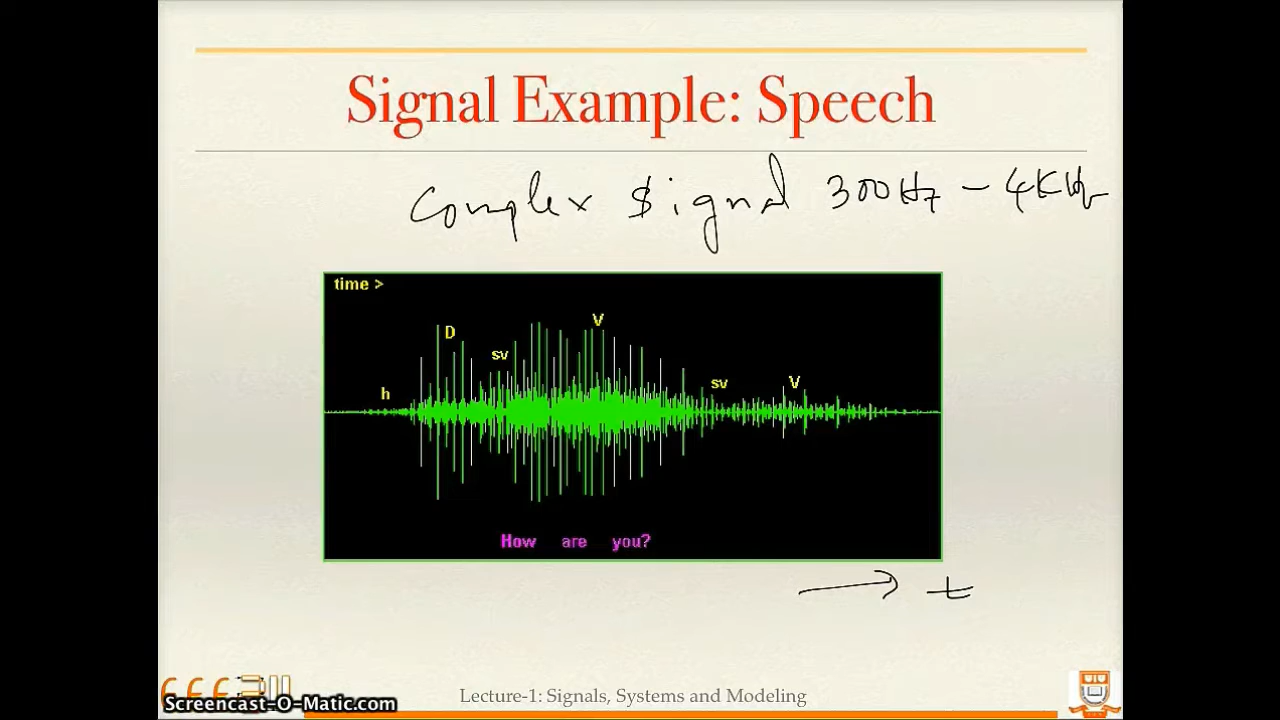 Signal Example: Speech
Complex Signal 300Hz - 4KHz
time >
D
V
sv
h
sv
V
How are you?
→ t
Lecture-1: Signals, Systems and Modeling
Screencast-O-Matic.com